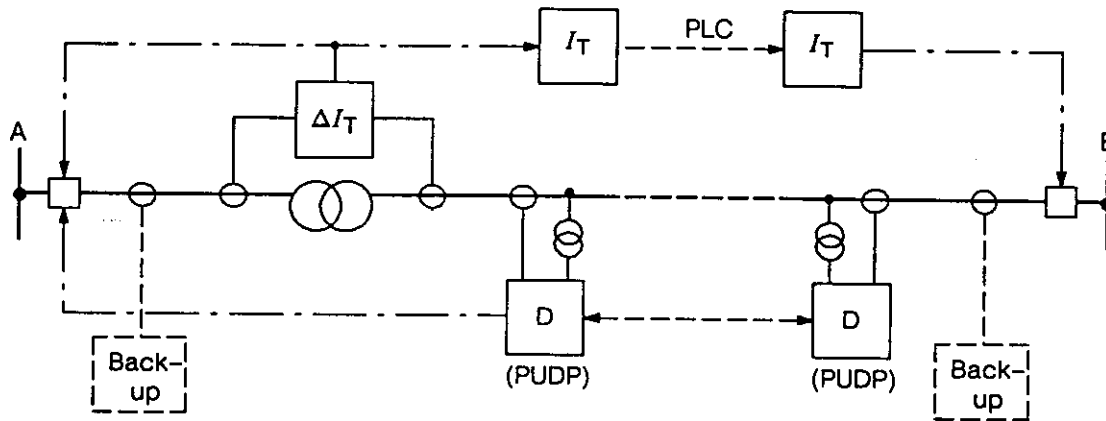 PLC
I_T
I_T
ΔI_T
A
D
D
(PUDP)
(PUDP)
Back-
up
Back-
up